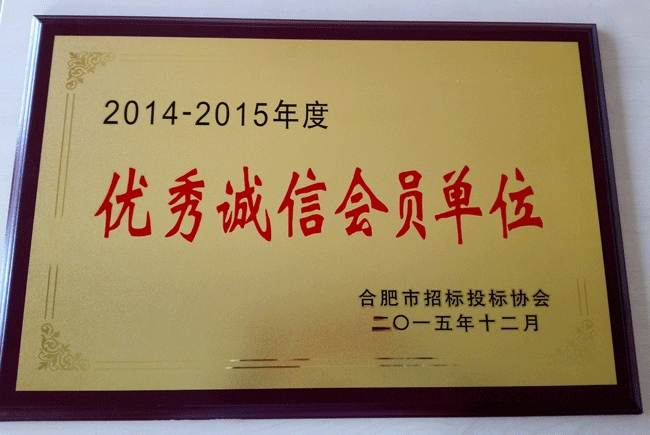 2014-2015年度
优秀诚信会员单位
合肥市招标投标协会
二〇一五年十二月